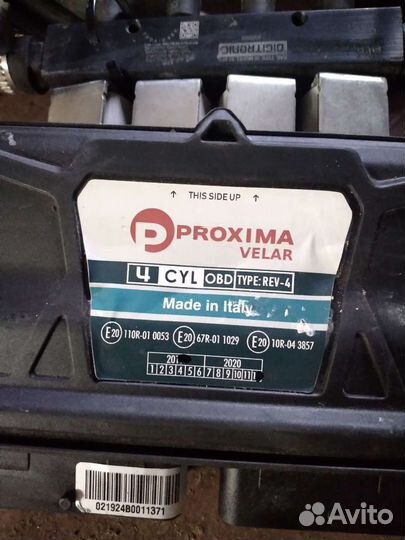 DIGITRONIC
↑ THIS SIDE UP ↑
PROXIMA
VELAR
4 CYL OBD TYPE: REV-4
Made in Italy
E20 110R-01 0053 E20 67R-01 1029 E20 10R-04 3857
2020
1 2 3 4 5 6 7 8 9 10 11
021924B0011371
Avito